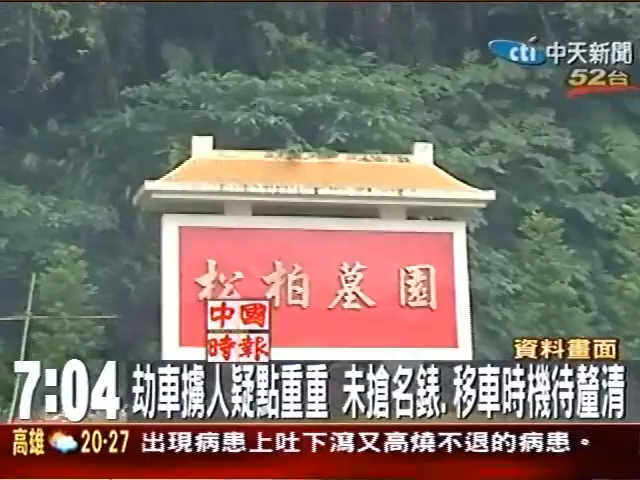 cti 中天新聞
52台
松柏墓園
中國
時報
資料畫面
7:04 劫車擄人疑點重重 未搶名錶.移車時機待釐清
高雄 20-27 出現病患上吐下瀉又高燒不退的病患。